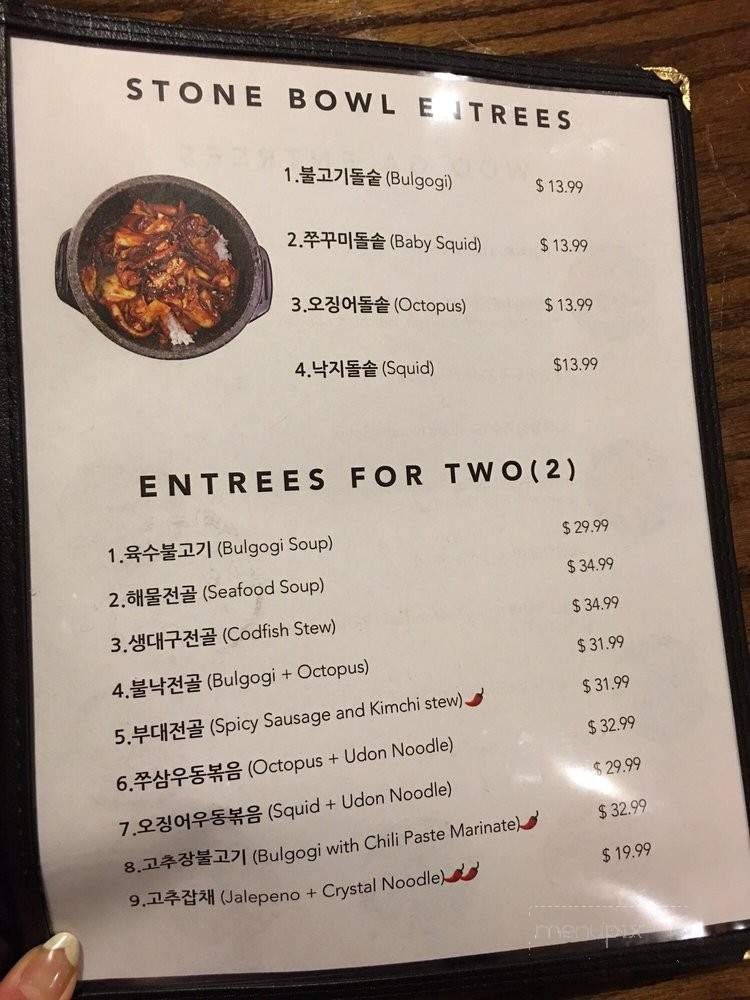 STONE BOWL ENTREES
1.불고기돌솥 (Bulgogi) $ 13.99
2.쭈꾸미돌솥 (Baby Squid) $ 13.99
3.오징어돌솥 (Octopus) $ 13.99
4.낙지돌솥 (Squid) $13.99
ENTREES FOR TWO(2)
1.육수불고기 (Bulgogi Soup) $ 29.99
2.해물전골 (Seafood Soup) $ 34.99
3.생대구전골 (Codfish Stew) $ 34.99
4.불낙전골 (Bulgogi + Octopus) $ 31.99
5.부대전골 (Spicy Sausage and Kimchi stew) $ 31.99
6.쭈삼우동볶음 (Octopus + Udon Noodle) $ 32.99
7.오징어우동볶음 (Squid + Udon Noodle) $ 29.99
8.고추장불고기 (Bulgogi with Chili Paste Marinate) $ 32.99
9.고추잡채 (Jalepeno + Crystal Noodle) $ 19.99
menupix